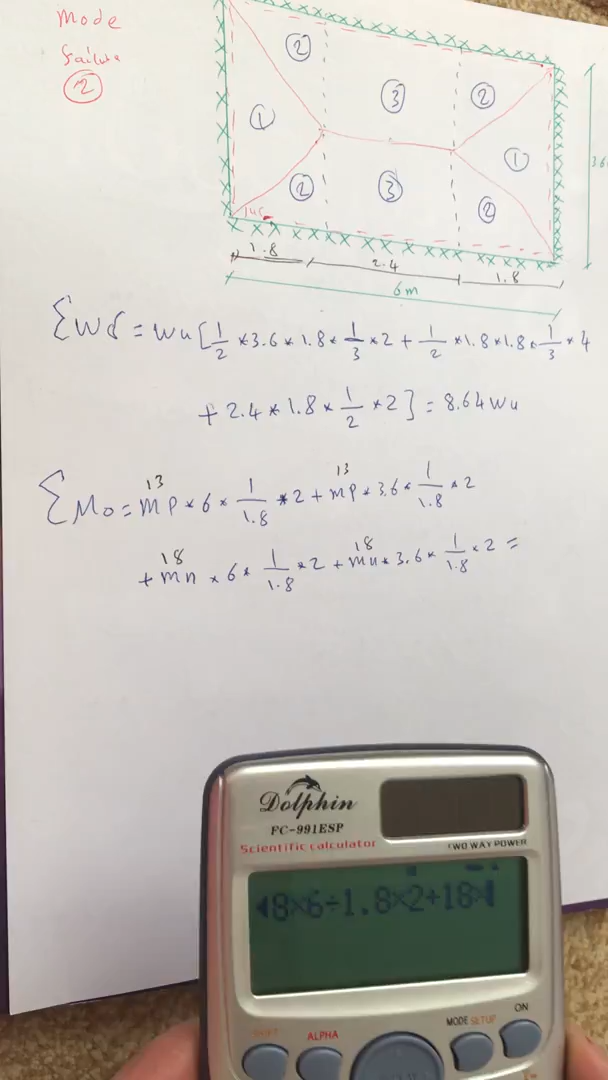 Mode
failure
②
② ② ③ ① ① ② ③ ②
45
3.6
1.8 2.4 1.8
6m
ΣWδ = wu[1/2 * 3.6 * 1.8 * 1/3 * 2 + 1/2 * 1.8 * 1.8 * 1/3 * 4
+ 2.4 * 1.8 * 1/2 * 2] = 8.64 wu
13 13
ΣMθ = mp * 6 * 1/1.8 * 2 + mp * 3.6 * 1/1.8 * 2
18 18
+ mn * 6 * 1/1.8 * 2 + mn * 3.6 * 1/1.8 * 2 =
Dolphin
FC-991ESP
Scientific calculator
TWO WAY POWER
8×6÷1.8×2+18×
SHIFT ALPHA MODE SETUP ON